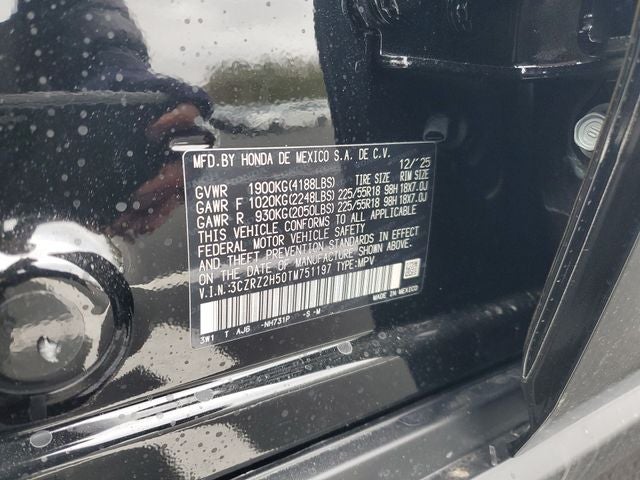 MFD.BY HONDA DE MEXICO S.A. DE C.V. 12/'25
TIRE SIZE RIM SIZE
GVWR 1900KG(4188LBS)
GAWR F 1020KG(2248LBS) 225/55R18 98H 18X7.0J
GAWR R 930KG(2050LBS) 225/55R18 98H 18X7.0J
THIS VEHICLE CONFORMS TO ALL APPLICABLE
FEDERAL MOTOR VEHICLE SAFETY
AND THEFT PREVENTION STANDARDS IN EFFECT
ON THE DATE OF MANUFACTURE SHOWN ABOVE.
V.I.N.:3CZRZ2H50TM751197 TYPE:MPV
MADE IN MEXICO
3W1 T AJ6 -NH731P -S -M